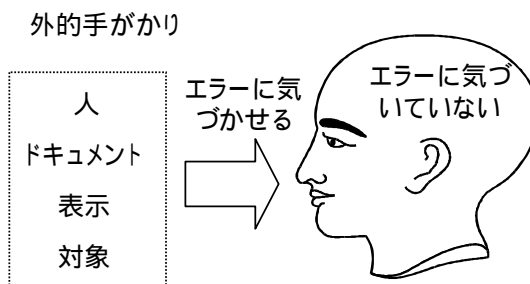 外的手がかり
人
ドキュメント
表示
対象
エラーに気
づかせる
エラーに気づ
いていない